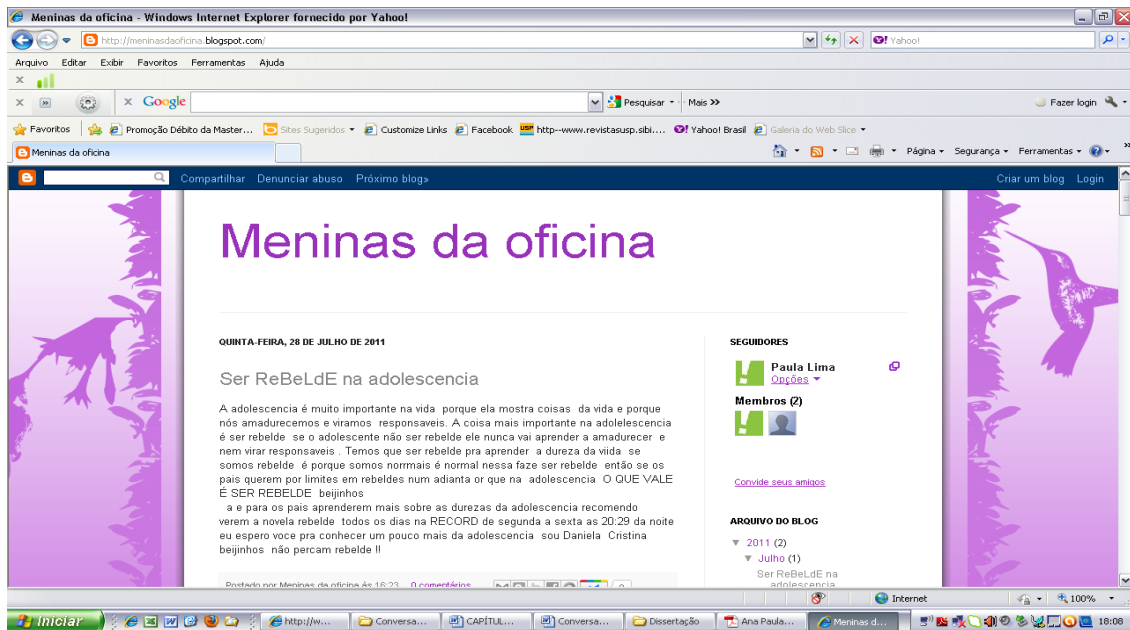 Meninas da oficina - Windows Internet Explorer fornecido por Yahoo!
http://meninasdaoficina.blogspot.com/
Yahoo!
Arquivo Editar Exibir Favoritos Ferramentas Ajuda
Google Pesquisar Mais >> Fazer login
Favoritos Promoção Débito da Master... Sites Sugeridos Customize Links Facebook USP http--www.revistasusp.sibi.... Yahoo! Brasil Galeria do Web Slice
Meninas da oficina Página Segurança Ferramentas
Compartilhar Denunciar abuso Próximo blog» Criar um blog Login
Meninas da oficina
QUINTA-FEIRA, 28 DE JULHO DE 2011
Ser ReBeLdE na adolescencia
A adolescencia é muito importante na vida porque ela mostra coisas da vida e porque
nós amadurecemos e viramos responsaveis. A coisa mais importante na adolelescencia
é ser rebelde se o adolescente não ser rebelde ele nunca vai aprender a amadurecer e
nem virar responsaveis . Temos que ser rebelde pra aprender a dureza da viida se
somos rebelde é porque somos norrmais é normal nessa faze ser rebelde então se os
pais querem por limites em rebeldes num adianta or que na adolescencia O QUE VALE
É SER REBELDE beijinhos
a e para os pais aprenderem mais sobre as durezas da adolescencia recomendo
verem a novela rebelde todos os dias na RECORD de segunda a sexta as 20:29 da noite
eu espero voce pra conhecer um pouco mais da adolescencia sou Daniela Cristina
beijinhos não percam rebelde !!
Postado por Meninas da oficina às 16:23 0 comentários
SEGUIDORES
Paula Lima
Opções
Membros (2)
Convide seus amigos
ARQUIVO DO BLOG
2011 (2)
Julho (1)
Ser ReBeLdE na
adolescencia
Internet 100%
Iniciar http://w... Conversa... CAPÍTUL... Conversa... Dissertação Ana Paula... Meninas d... 18:08